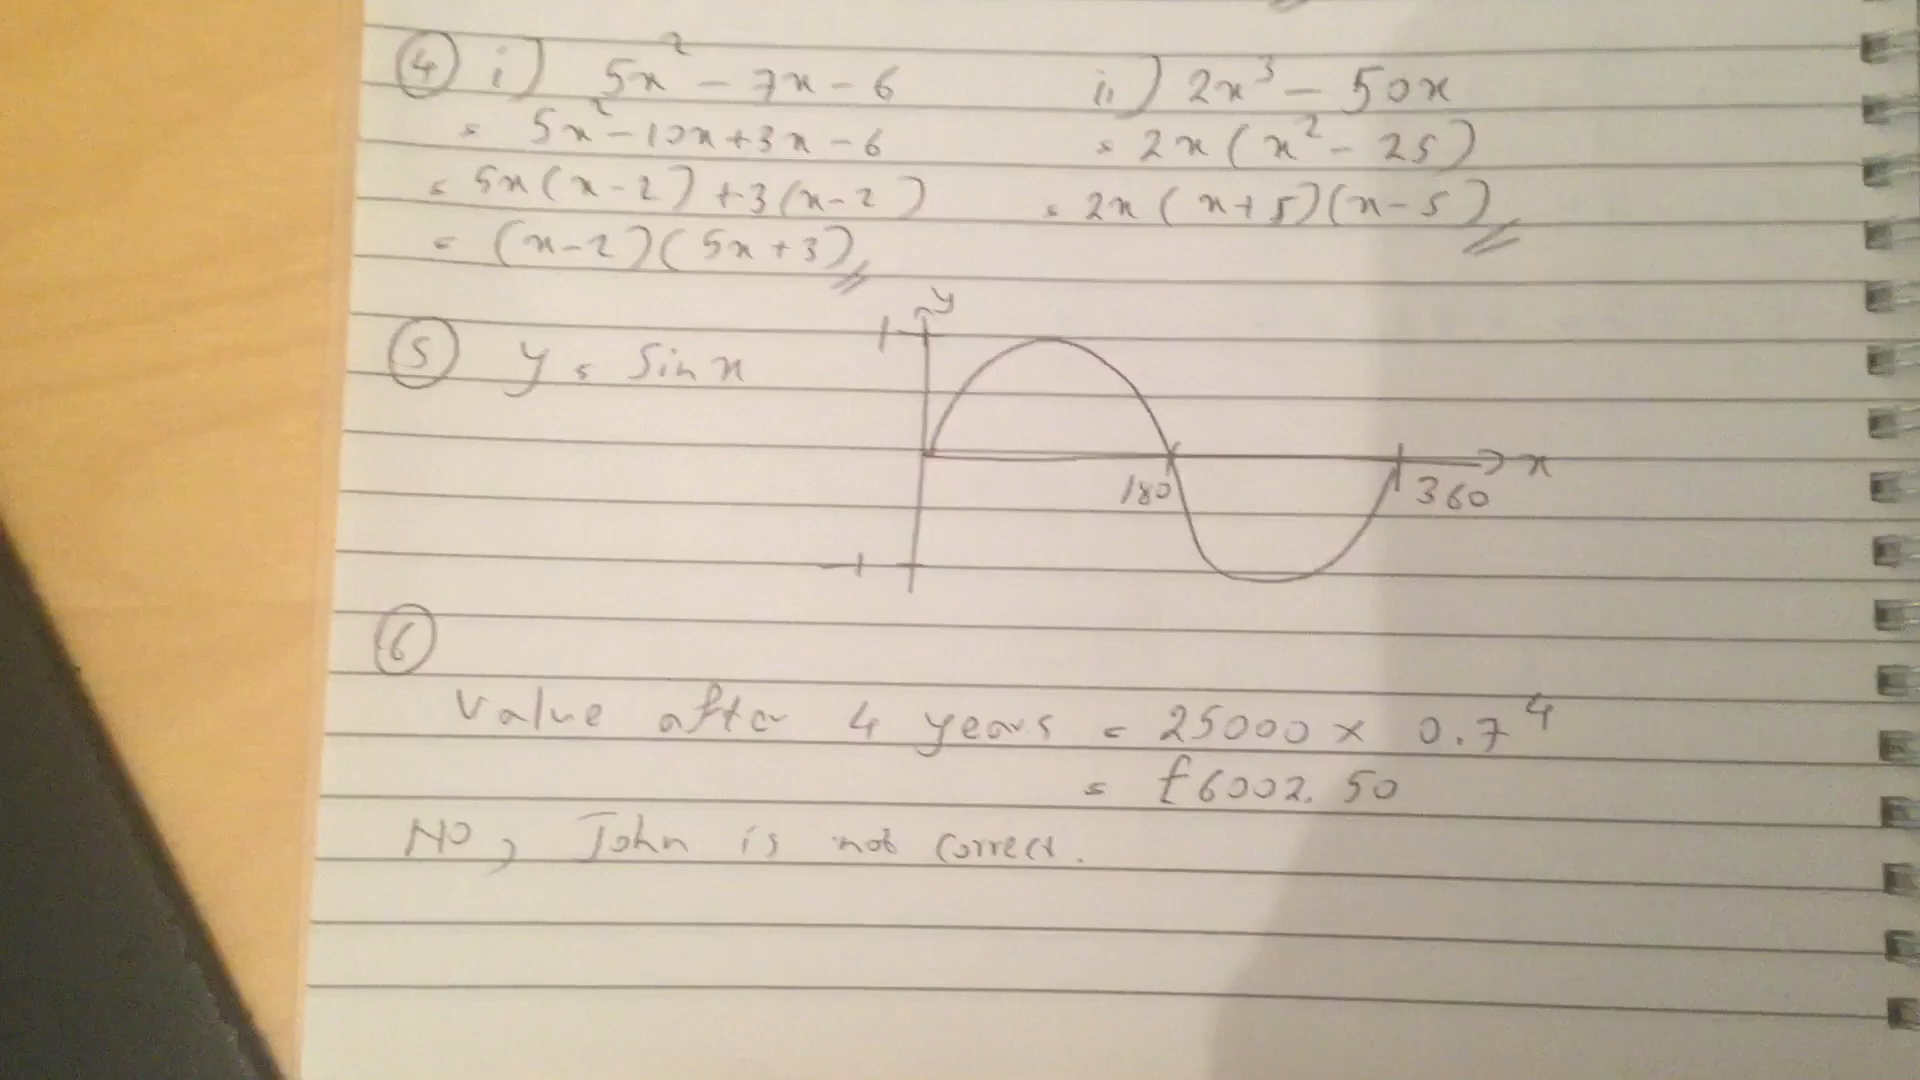 ④ i) 5x² - 7x - 6
= 5x² - 10x + 3x - 6
= 5x(x-2) + 3(x-2)
= (x-2)(5x+3)
ii) 2x³ - 50x
= 2x(x² - 25)
= 2x(x+5)(x-5)
⑤ y = Sin x
y
1
180
360
x
-1
⑥
Value after 4 years = 25000 x 0.7⁴
= £6002.50
No, John is not correct.